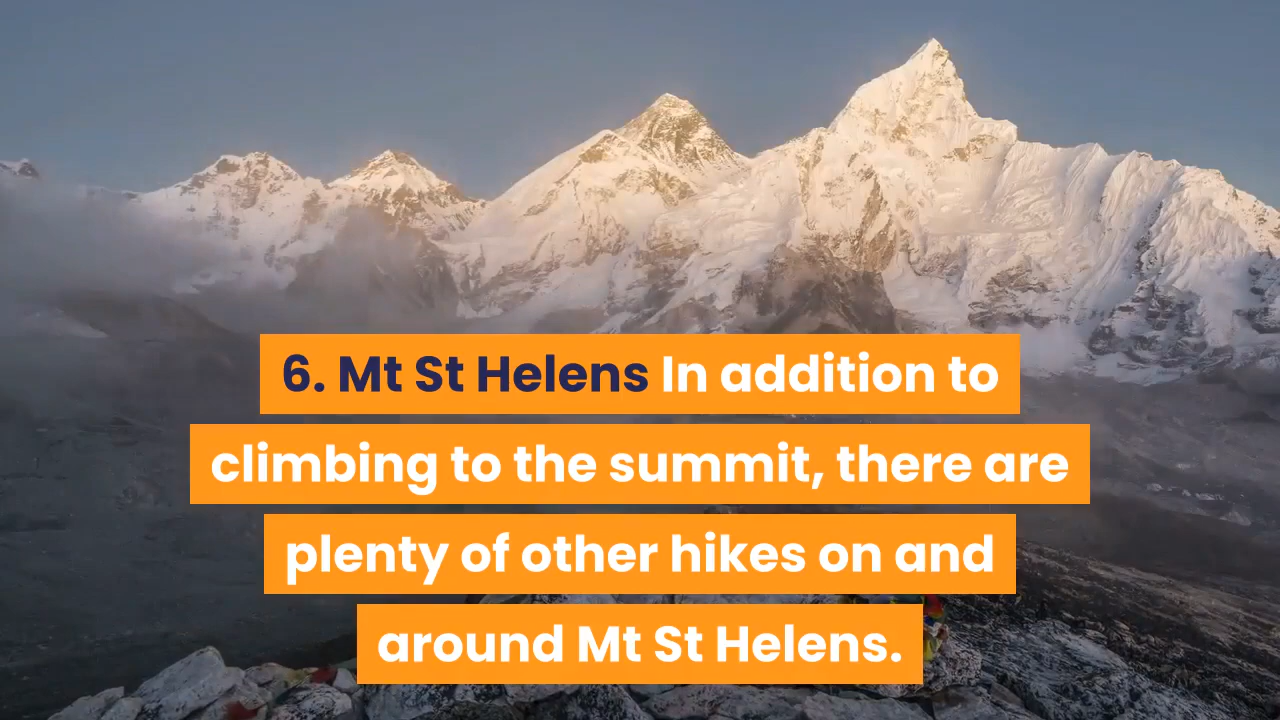 6. Mt St Helens In addition to
climbing to the summit, there are
plenty of other hikes on and
around Mt St Helens.